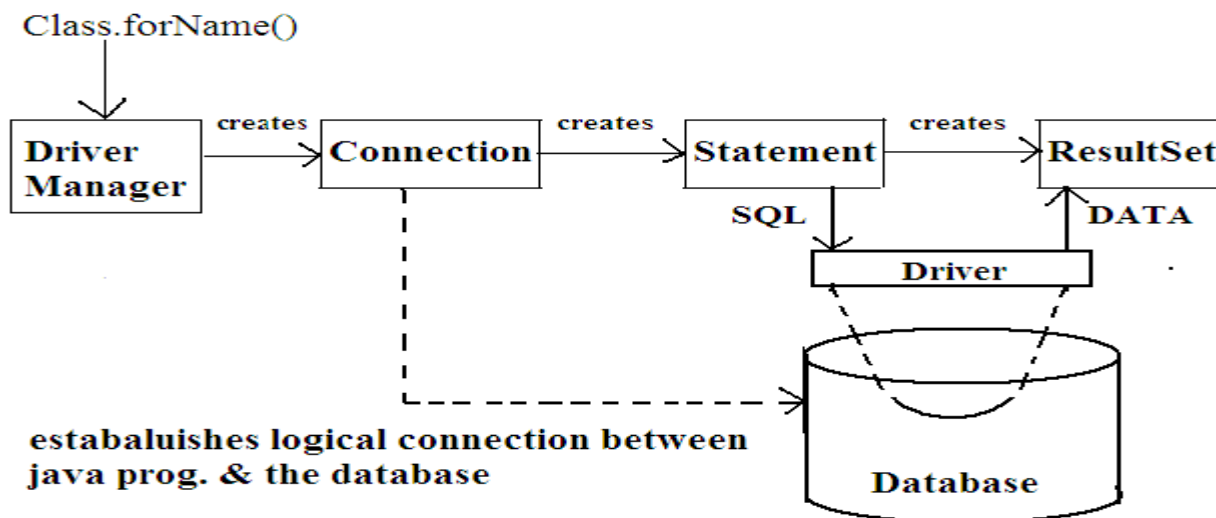 Class.forName()
creates
creates
creates
Driver
Manager
Connection
Statement
ResultSet
SQL
DATA
Driver
estabaluishes logical connection between
java prog. & the database
Database